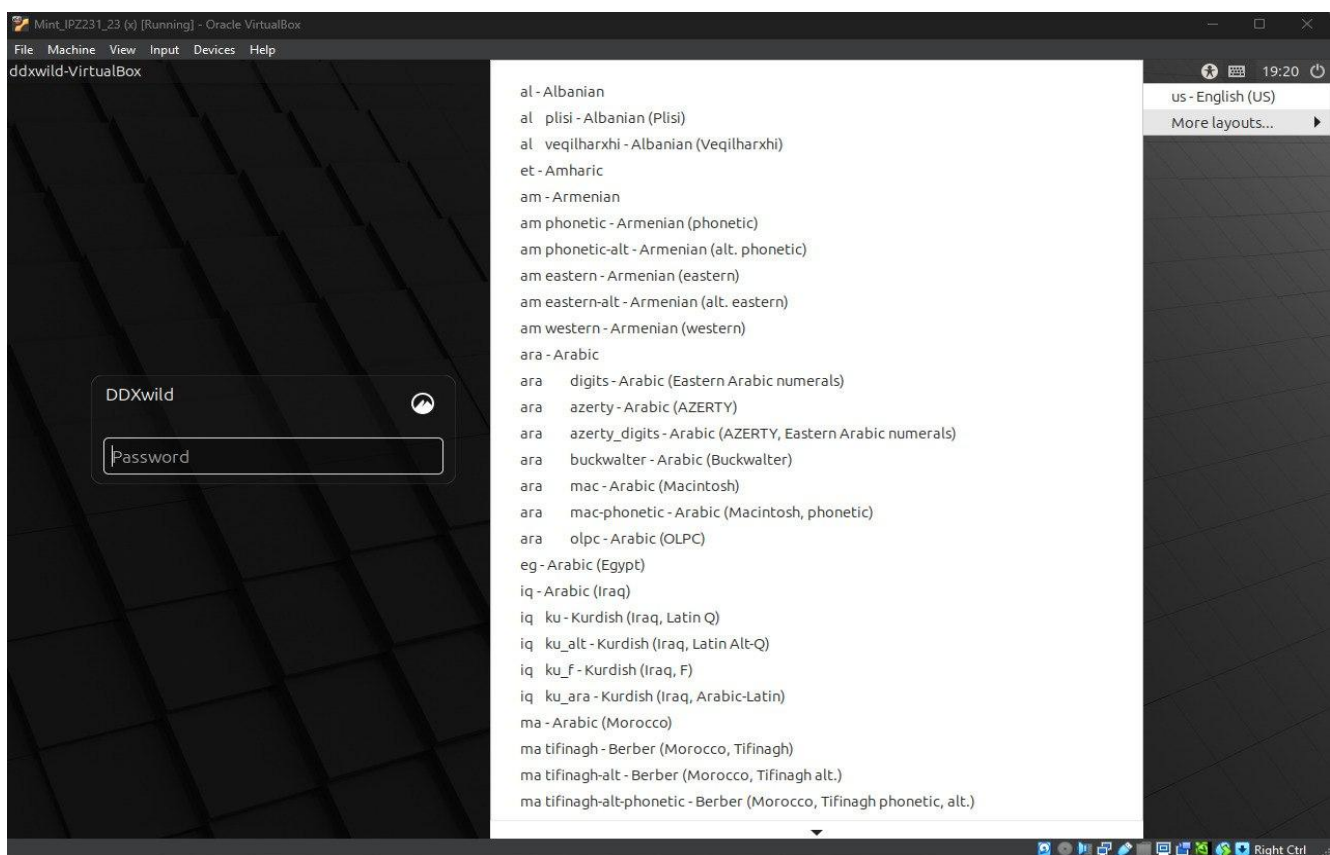 Mint_IPZ231_23 (x) [Running] - Oracle VirtualBox
File Machine View Input Devices Help
ddxwild-VirtualBox
19:20
us - English (US)
More layouts...
DDXwild
Password
al - Albanian
al plisi - Albanian (Plisi)
al veqilharxhi - Albanian (Veqilharxhi)
et - Amharic
am - Armenian
am phonetic - Armenian (phonetic)
am phonetic-alt - Armenian (alt. phonetic)
am eastern - Armenian (eastern)
am eastern-alt - Armenian (alt. eastern)
am western - Armenian (western)
ara - Arabic
ara digits - Arabic (Eastern Arabic numerals)
ara azerty - Arabic (AZERTY)
ara azerty_digits - Arabic (AZERTY, Eastern Arabic numerals)
ara buckwalter - Arabic (Buckwalter)
ara mac - Arabic (Macintosh)
ara mac-phonetic - Arabic (Macintosh, phonetic)
ara olpc - Arabic (OLPC)
eg - Arabic (Egypt)
iq - Arabic (Iraq)
iq ku - Kurdish (Iraq, Latin Q)
iq ku_alt - Kurdish (Iraq, Latin Alt-Q)
iq ku_f - Kurdish (Iraq, F)
iq ku_ara - Kurdish (Iraq, Arabic-Latin)
ma - Arabic (Morocco)
ma tifinagh - Berber (Morocco, Tifinagh)
ma tifinagh-alt - Berber (Morocco, Tifinagh alt.)
ma tifinagh-alt-phonetic - Berber (Morocco, Tifinagh phonetic, alt.)
Right Ctrl